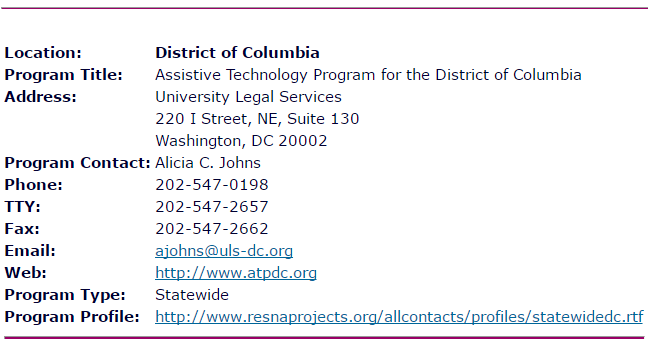 Location: District of Columbia
Program Title: Assistive Technology Program for the District of Columbia
Address: University Legal Services
220 I Street, NE, Suite 130
Washington, DC 20002
Program Contact: Alicia C. Johns
Phone: 202-547-0198
TTY: 202-547-2657
Fax: 202-547-2662
Email: ajohns@uls-dc.org
Web: http://www.atpdc.org
Program Type: Statewide
Program Profile: http://www.resnaprojects.org/allcontacts/profiles/statewidedc.rtf